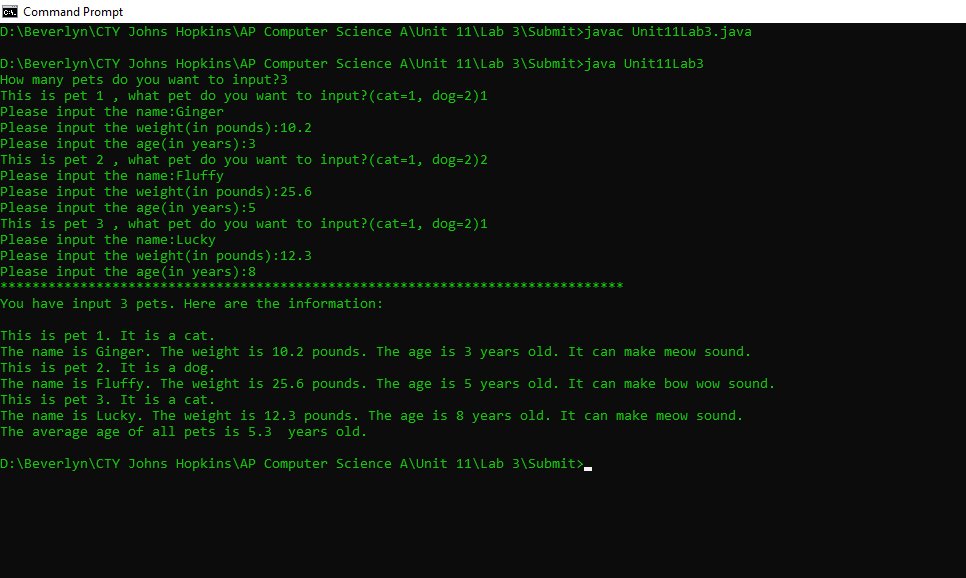 Command Prompt
D:\Beverlyn\CTY Johns Hopkins\AP Computer Science A\Unit 11\Lab 3\Submit>javac Unit11Lab3.java
D:\Beverlyn\CTY Johns Hopkins\AP Computer Science A\Unit 11\Lab 3\Submit>java Unit11Lab3
How many pets do you want to input?3
This is pet 1 , what pet do you want to input?(cat=1, dog=2)1
Please input the name:Ginger
Please input the weight(in pounds):10.2
Please input the age(in years):3
This is pet 2 , what pet do you want to input?(cat=1, dog=2)2
Please input the name:Fluffy
Please input the weight(in pounds):25.6
Please input the age(in years):5
This is pet 3 , what pet do you want to input?(cat=1, dog=2)1
Please input the name:Lucky
Please input the weight(in pounds):12.3
Please input the age(in years):8
******************************************************************************
You have input 3 pets. Here are the information:
This is pet 1. It is a cat.
The name is Ginger. The weight is 10.2 pounds. The age is 3 years old. It can make meow sound.
This is pet 2. It is a dog.
The name is Fluffy. The weight is 25.6 pounds. The age is 5 years old. It can make bow wow sound.
This is pet 3. It is a cat.
The name is Lucky. The weight is 12.3 pounds. The age is 8 years old. It can make meow sound.
The average age of all pets is 5.3  years old.
D:\Beverlyn\CTY Johns Hopkins\AP Computer Science A\Unit 11\Lab 3\Submit>